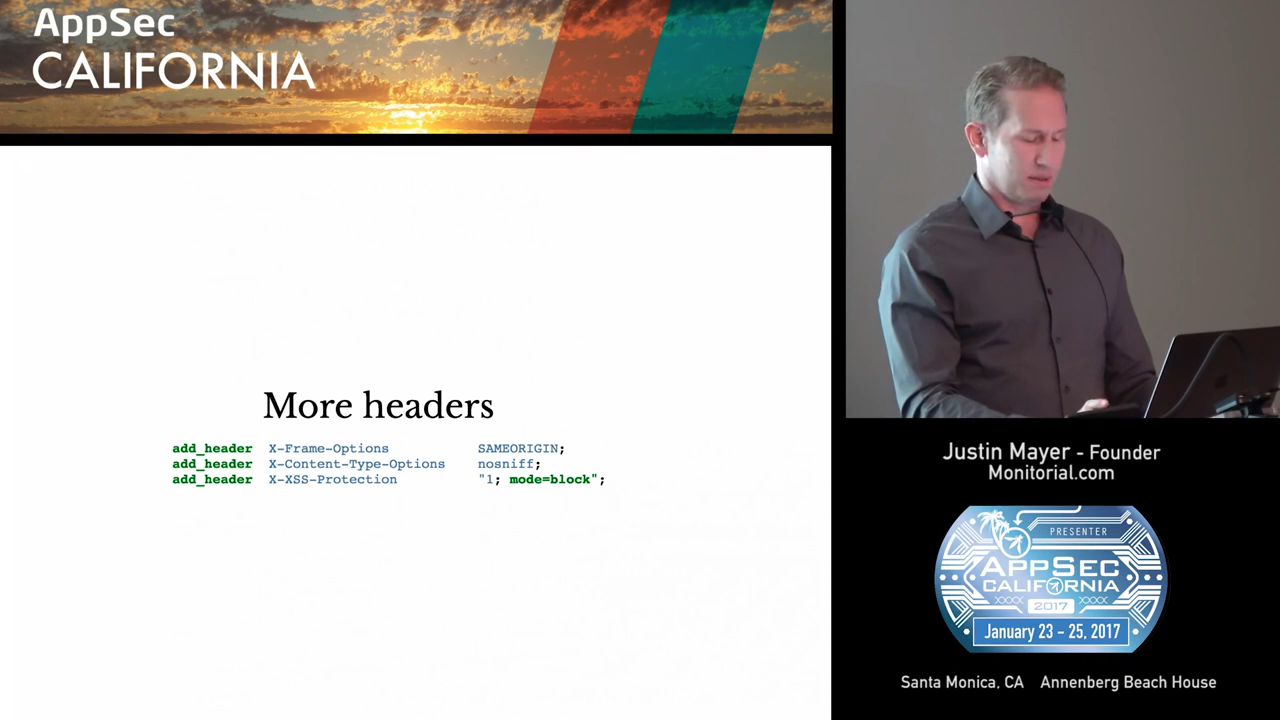 AppSec
CALIFORNIA
More headers
add_header X-Frame-Options SAMEORIGIN;
add_header X-Content-Type-Options nosniff;
add_header X-XSS-Protection "1; mode=block";
Justin Mayer - Founder
Monitorial.com
PRESENTER
APPSEC
CALIFORNIA
2017
January 23 - 25, 2017
Santa Monica, CA Annenberg Beach House